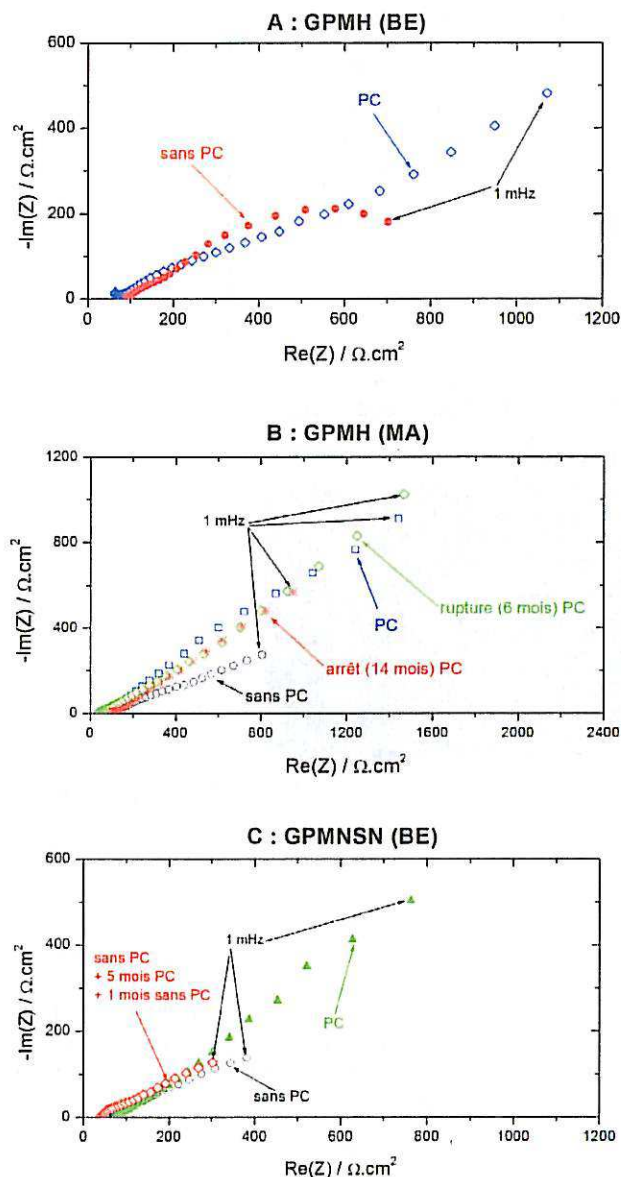 A : GPMH (BE)
600
400
200
0
-Im(Z) / Ω.cm²
PC
sans PC
1 mHz
0 200 400 600 800 1000 1200
Re(Z) / Ω.cm²
B : GPMH (MA)
1200
800
400
0
-Im(Z) / Ω.cm²
1 mHz
rupture (6 mois) PC
PC
arrêt (14 mois) PC
sans PC
0 400 800 1200 1600 2000 2400
Re(Z) / Ω.cm²
C : GPMNSN (BE)
600
400
200
0
-Im(Z) / Ω.cm²
1 mHz
sans PC
+ 5 mois PC
+ 1 mois sans PC
PC
sans PC
0 200 400 600 800 1000 1200
Re(Z) / Ω.cm²